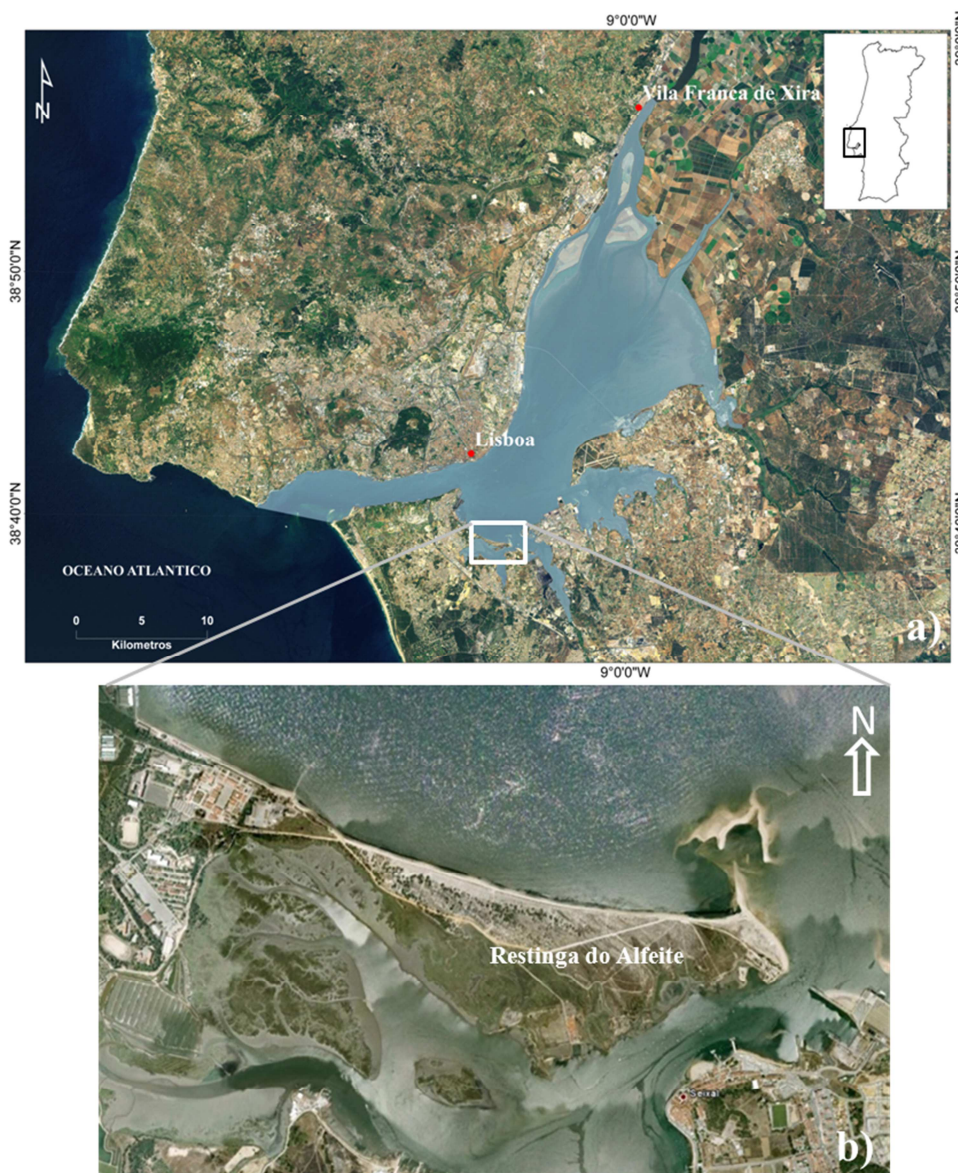 9°0'0"W
Vila Franca de Xira
N
38°50'0"N
Lisboa
38°40'0"N
OCEANO ATLANTICO
0 5 10
Kilometros
a)
9°0'0"W
N
Restinga do Alfeite
Seixal
b)